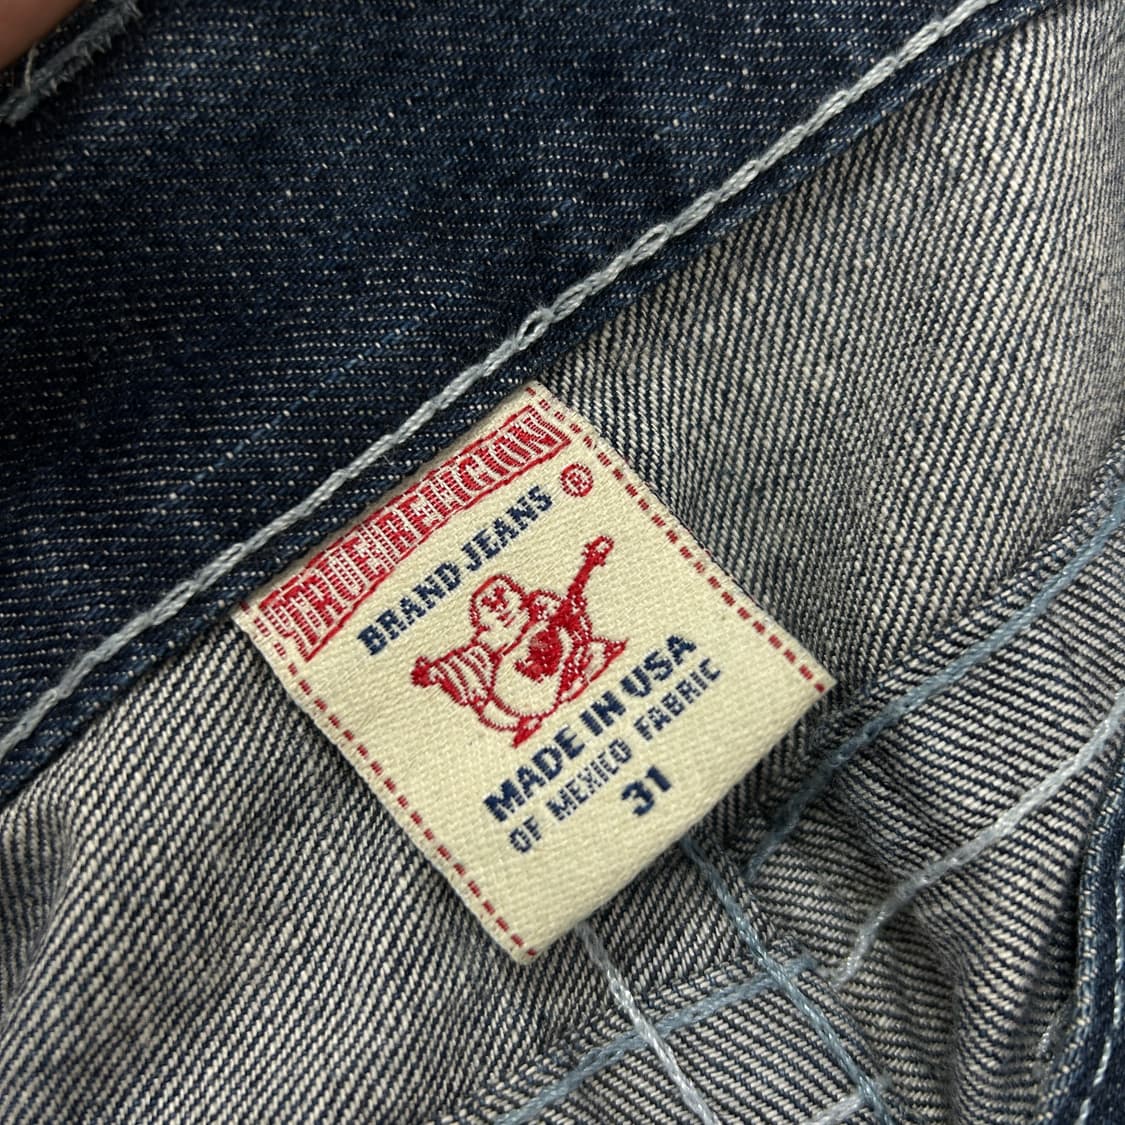 TRUE RELIGION
BRAND JEANS ®
MADE IN USA
OF MEXICO FABRIC
31